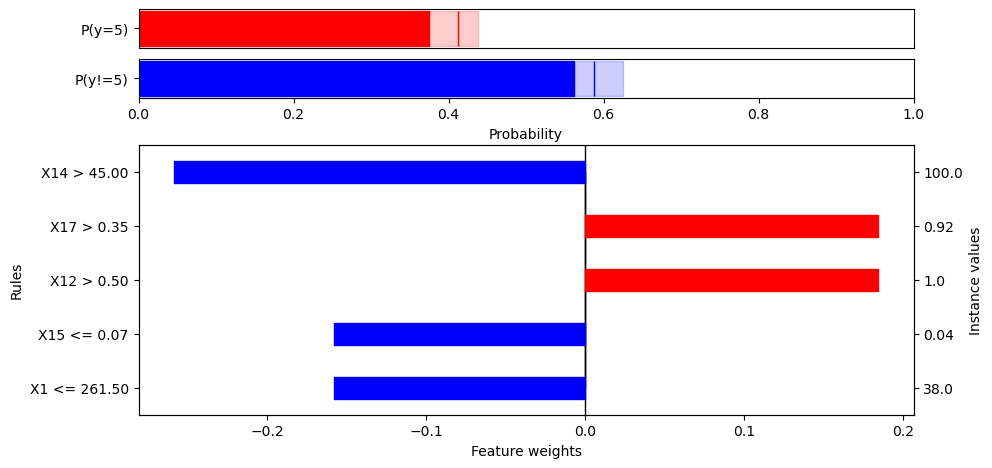 P(y=5)
P(y!=5)
0.0 0.2 0.4 0.6 0.8 1.0
Probability
X14 > 45.00 100.0
X17 > 0.35 0.92
X12 > 0.50 1.0
X15 <= 0.07 0.04
X1 <= 261.50 38.0
Rules
Instance values
−0.2 −0.1 0.0 0.1 0.2
Feature weights